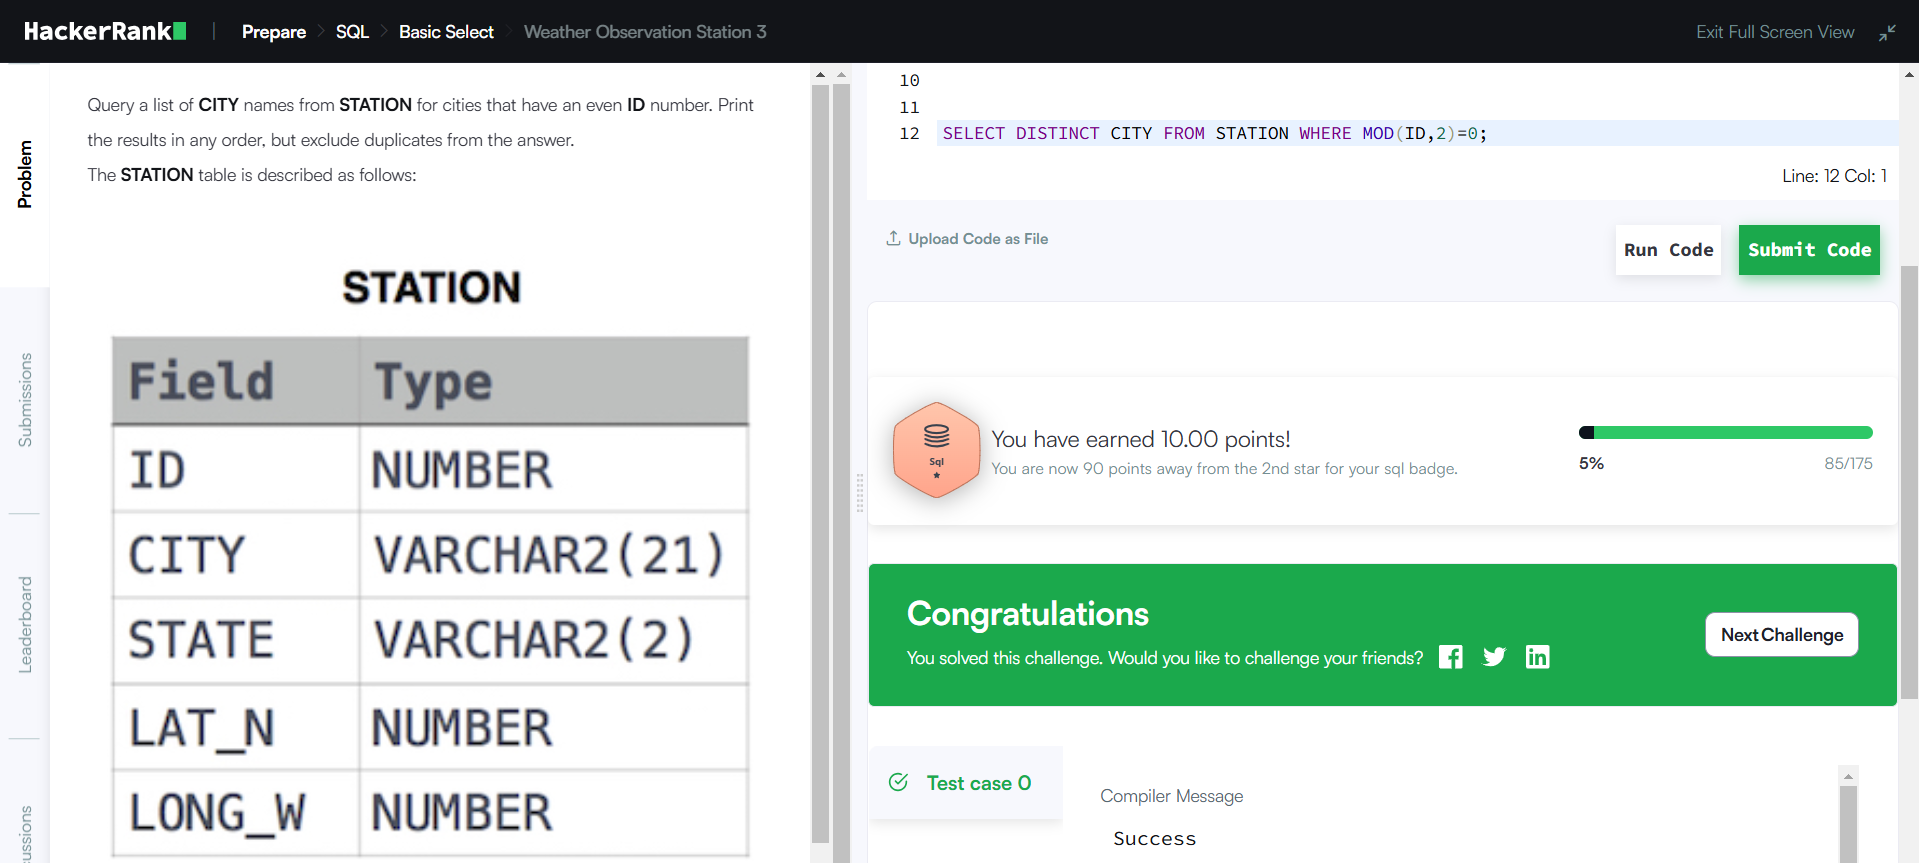 HackerRank | Prepare > SQL > Basic Select > Weather Observation Station 3
Exit Full Screen View
Problem
Submissions
Leaderboard
Query a list of CITY names from STATION for cities that have an even ID number. Print
the results in any order, but exclude duplicates from the answer.
The STATION table is described as follows:
STATION
Field Type
ID NUMBER
CITY VARCHAR2(21)
STATE VARCHAR2(2)
LAT_N NUMBER
LONG_W NUMBER
10
11
12 SELECT DISTINCT CITY FROM STATION WHERE MOD(ID,2)=0;
Line: 12 Col: 1
Upload Code as File
Run Code
Submit Code
Sql
You have earned 10.00 points!
You are now 90 points away from the 2nd star for your sql badge.
5%
85/175
Congratulations
You solved this challenge. Would you like to challenge your friends?
Next Challenge
Test case 0
Compiler Message
Success